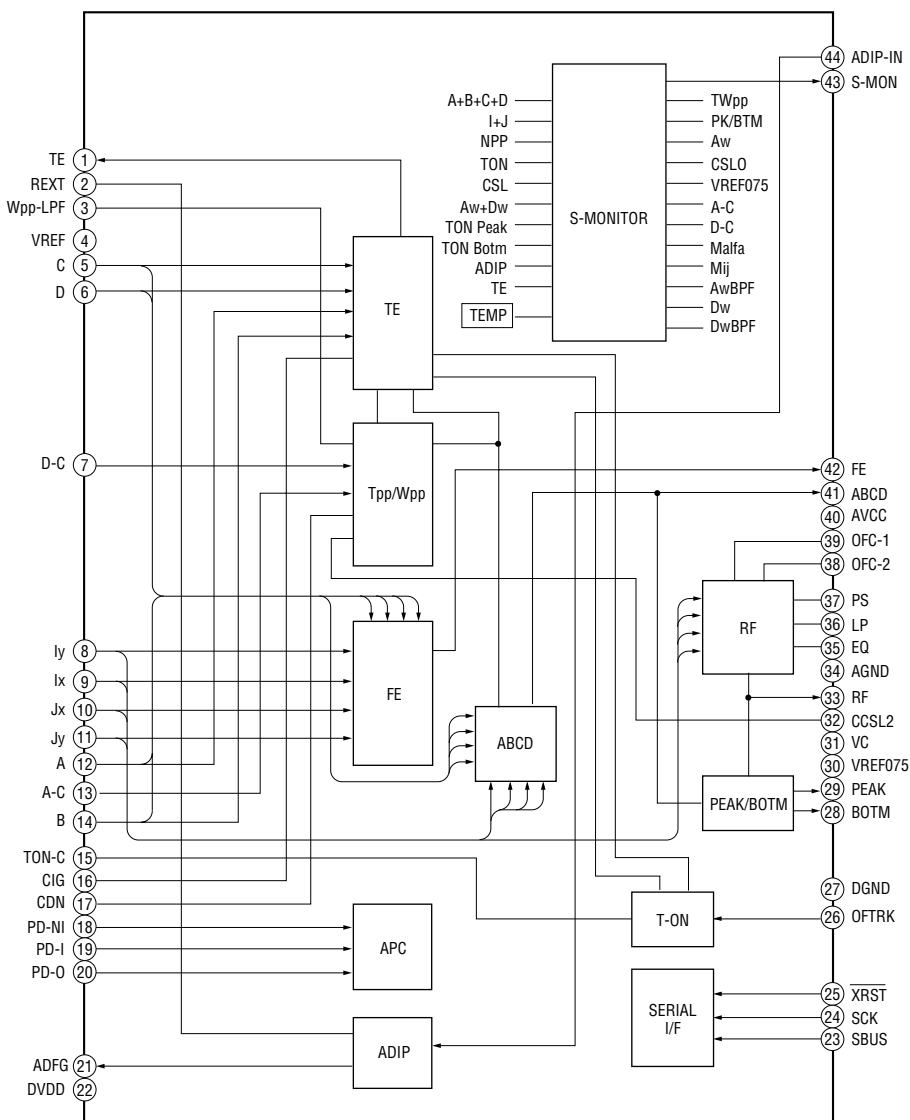 44 ADIP-IN
43 S-MON
A+B+C+D
I+J
NPP
TON
CSL
Aw+Dw
TON Peak
TON Botm
ADIP
TE
TEMP
S-MONITOR
TWpp
PK/BTM
Aw
CSLO
VREF075
A-C
D-C
Malfa
Mij
AwBPF
Dw
DwBPF
TE 1
REXT 2
Wpp-LPF 3
VREF 4
C 5
D 6
D-C 7
Iy 8
Ix 9
Jx 10
Jy 11
A 12
A-C 13
B 14
TON-C 15
CIG 16
CDN 17
PD-NI 18
PD-I 19
PD-O 20
ADFG 21
DVDD 22
TE
Tpp/Wpp
FE
ABCD
APC
ADIP
RF
PEAK/BOTM
T-ON
SERIAL
I/F
42 FE
41 ABCD
40 AVCC
39 OFC-1
38 OFC-2
37 PS
36 LP
35 EQ
34 AGND
33 RF
32 CCSL2
31 VC
30 VREF075
29 PEAK
28 BOTM
27 DGND
26 OFTRK
25 XRST
24 SCK
23 SBUS